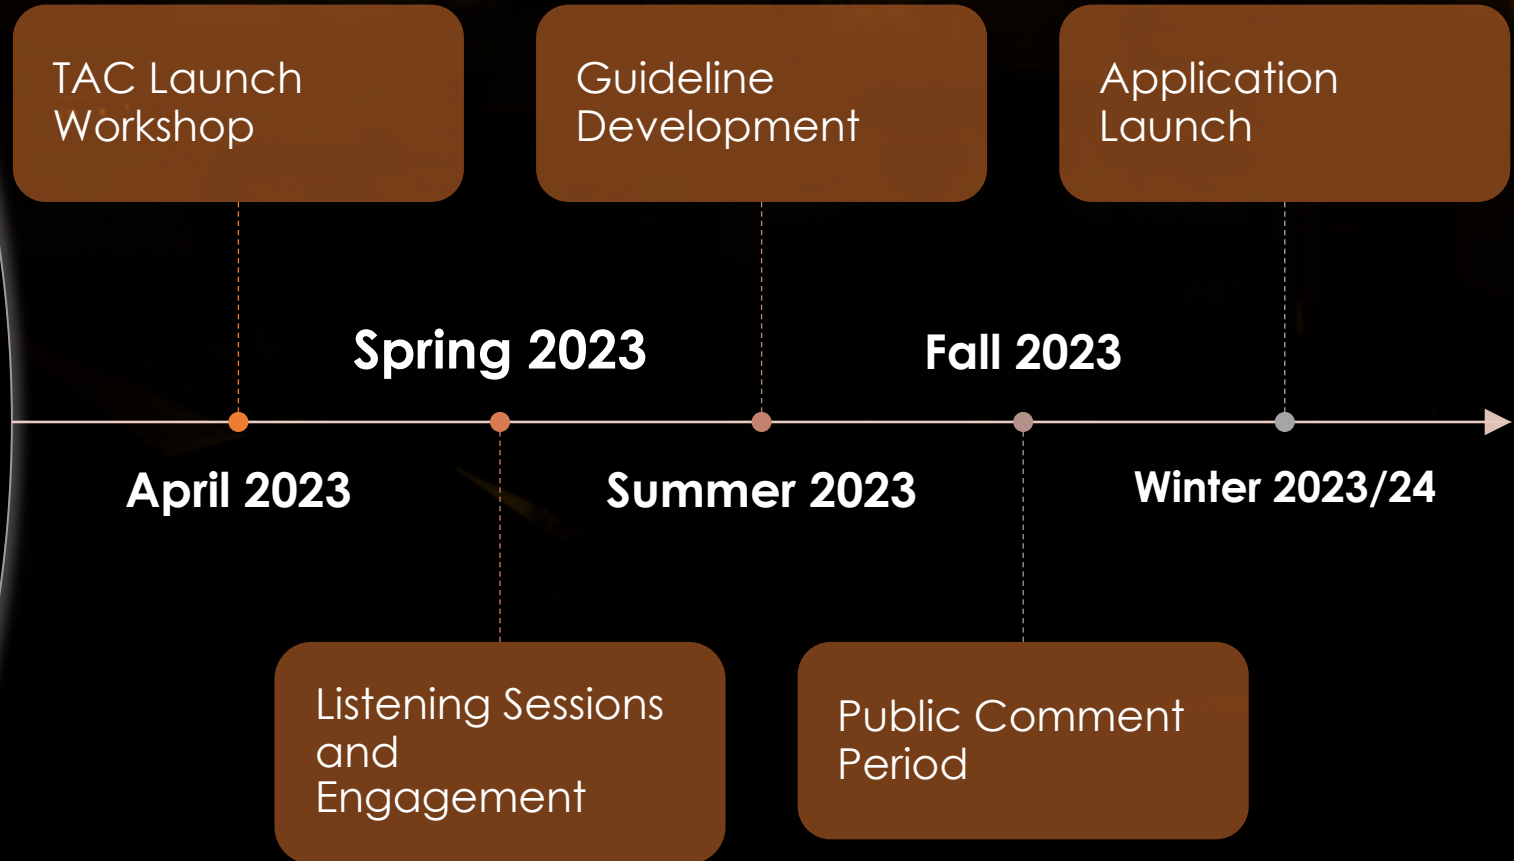 TAC Launch
Workshop
Guideline
Development
Application
Launch
Spring 2023
Fall 2023
April 2023
Summer 2023
Winter 2023/24
Listening Sessions
and
Engagement
Public Comment
Period